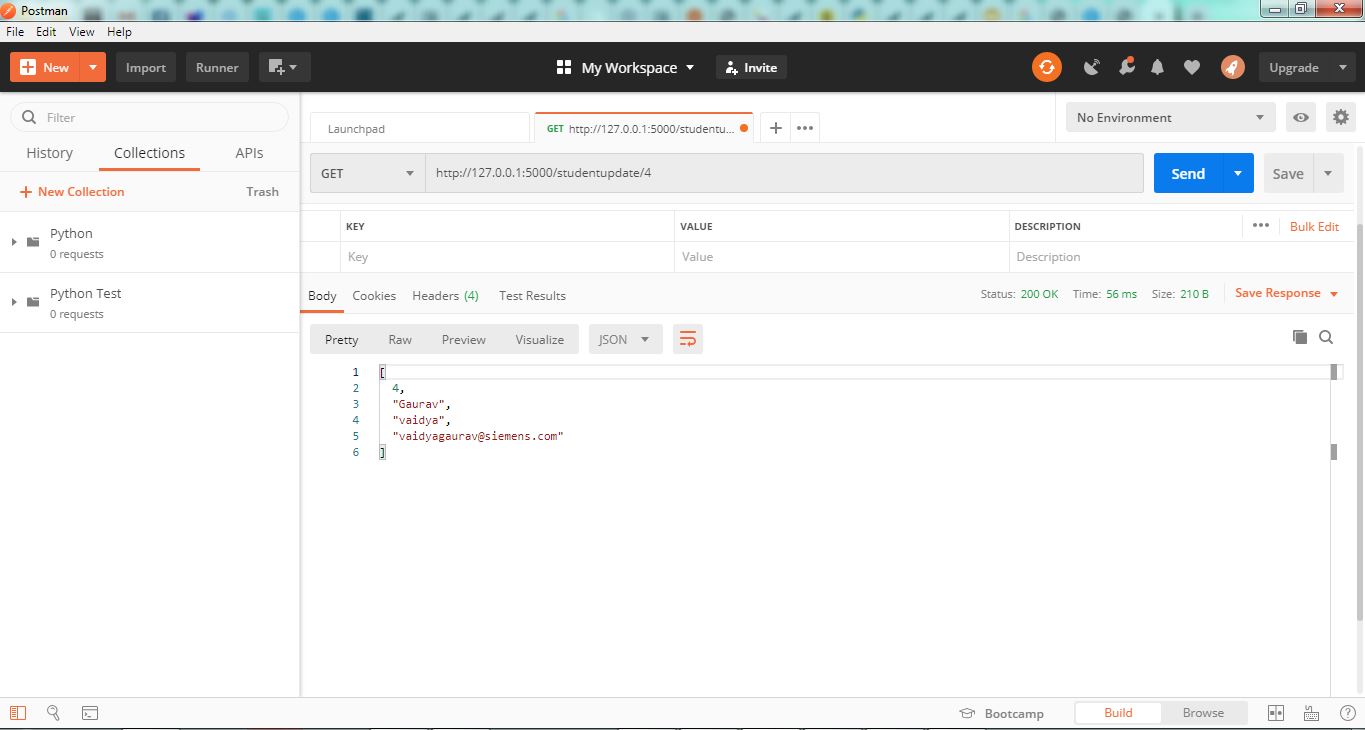 Postman
File Edit View Help
New Import Runner My Workspace Invite Upgrade
Filter
History Collections APIs
New Collection Trash
Python
0 requests
Python Test
0 requests
Launchpad GET http://127.0.0.1:5000/studentu... No Environment
GET http://127.0.0.1:5000/studentupdate/4 Send Save
KEY VALUE DESCRIPTION Bulk Edit
Key Value Description
Body Cookies Headers (4) Test Results Status: 200 OK Time: 56 ms Size: 210 B Save Response
Pretty Raw Preview Visualize JSON
1 [
2 4,
3 "Gaurav",
4 "vaidya",
5 "vaidyagaurav@siemens.com"
6 ]
Bootcamp Build Browse